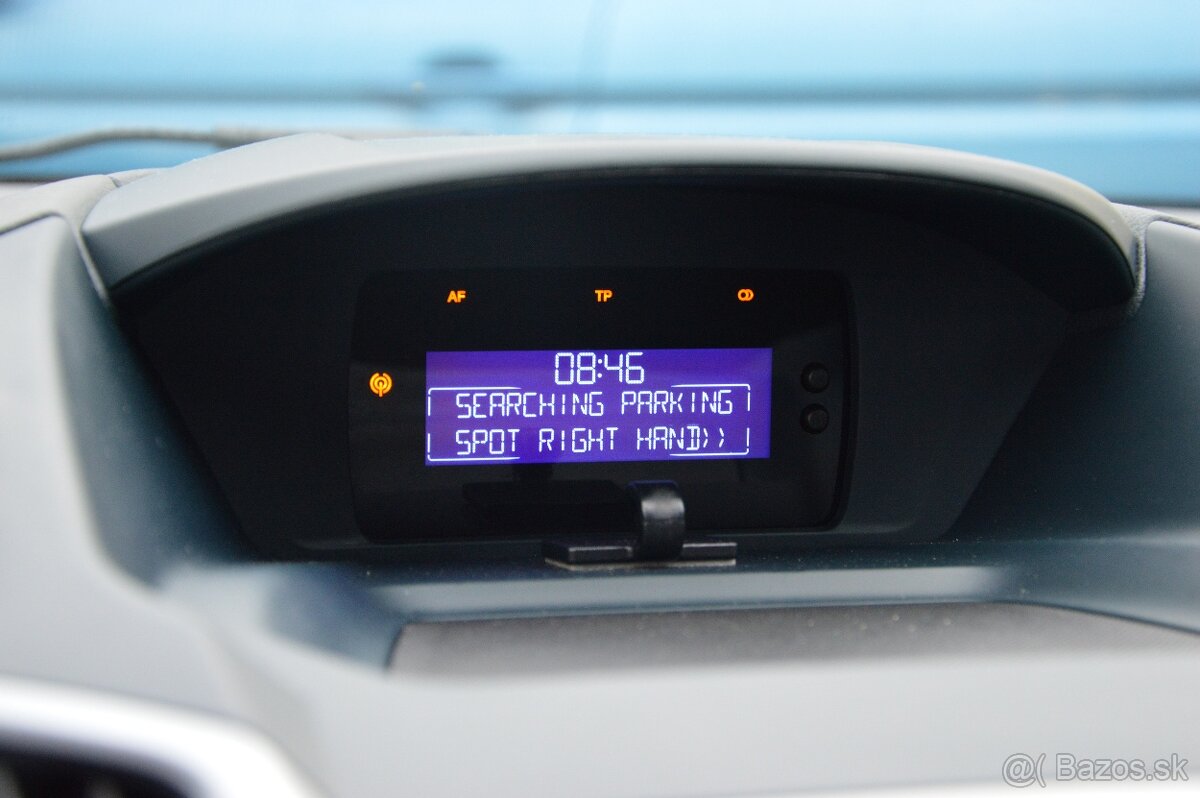 AF TP
08:46
SEARCHING PARKING
SPOT RIGHT HAND>>
@( Bazos.sk